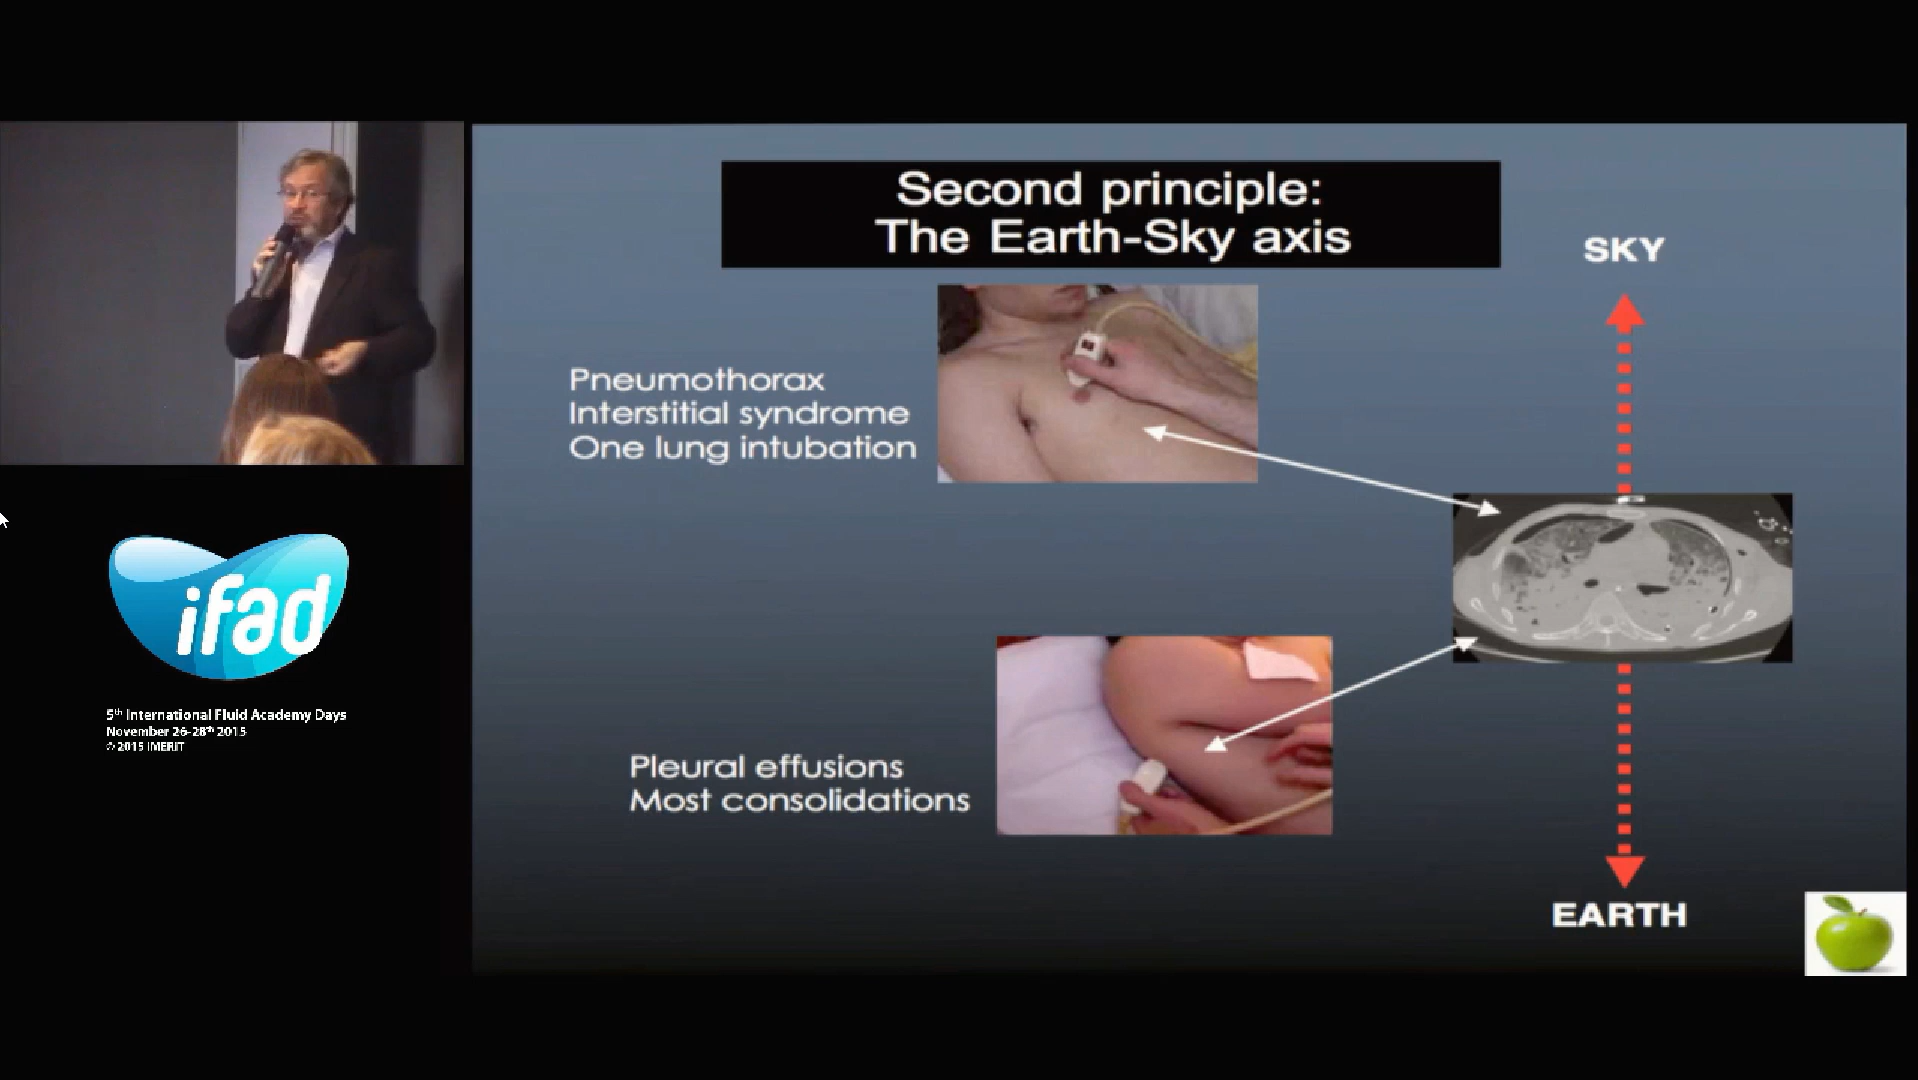 Second principle:
The Earth-Sky axis
SKY
Pneumothorax
Interstitial syndrome
One lung intubation
Pleural effusions
Most consolidations
EARTH
ifad
5th International Fluid Academy Days
November 26-28th 2015
© 2015 iMERiT